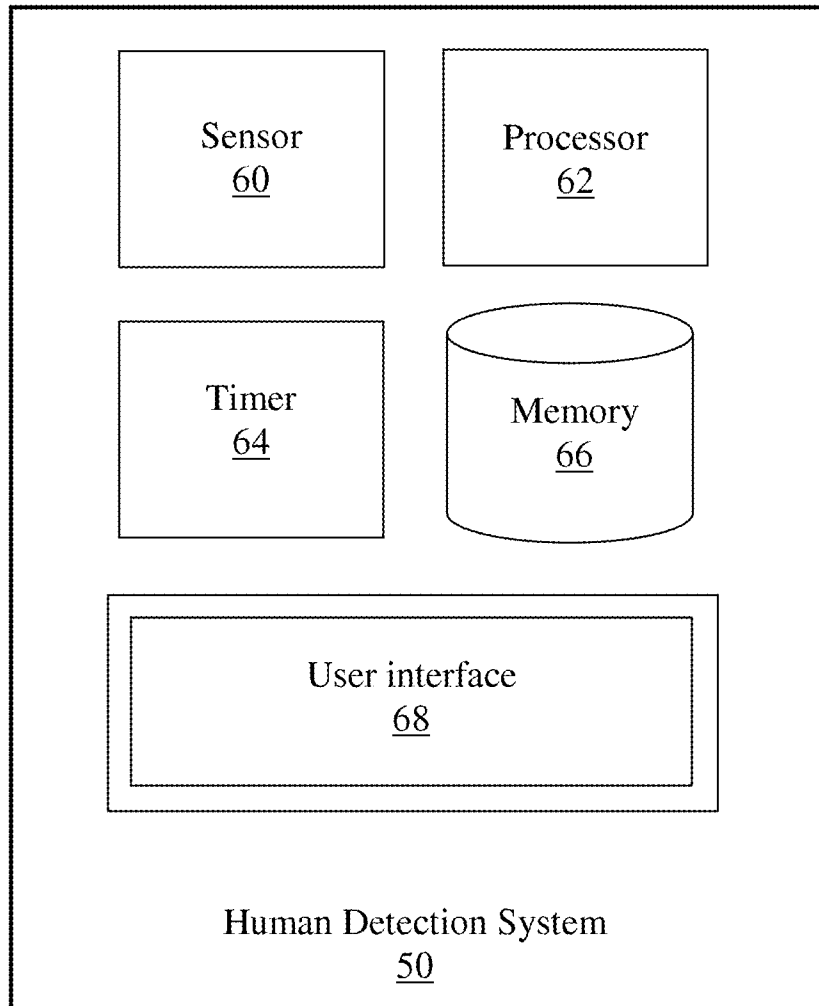 Sensor
60
Processor
62
Timer
64
Memory
66
User interface
68
Human Detection System
50